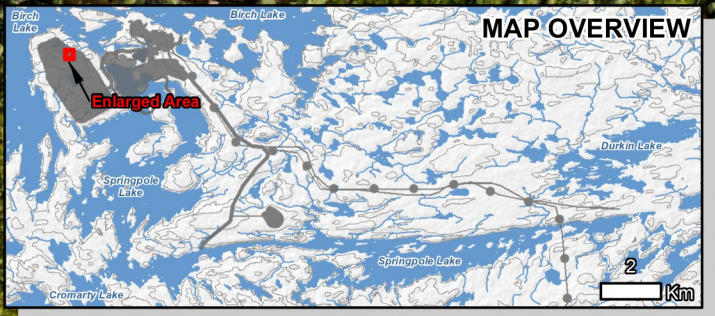 Birch
Lake
Birch Lake
MAP OVERVIEW
Enlarged Area
Durkin Lake
Springpole
Lake
Springpole Lake
2
Km
Cromarty Lake